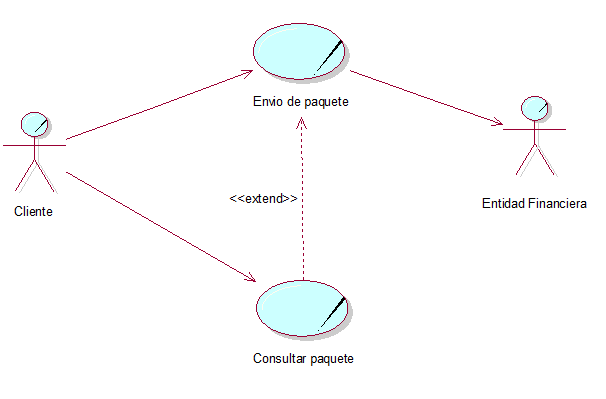 Envio de paquete
Cliente
Entidad Financiera
<<extend>>
Consultar paquete